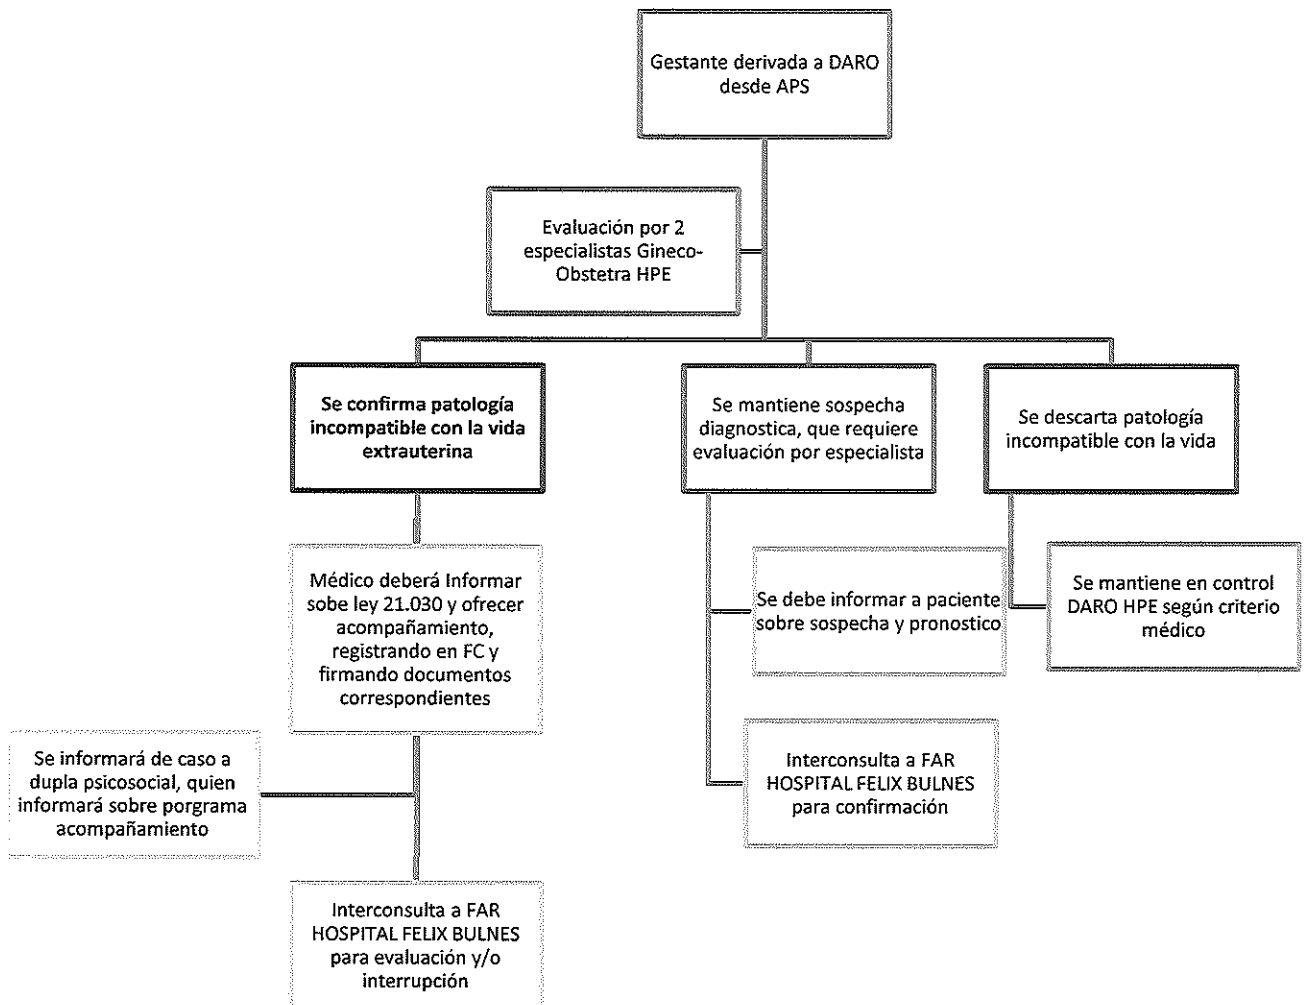 Gestante derivada a DARO
desde APS
Evaluación por 2
especialistas Gineco-
Obstetra HPE
Se confirma patología
incompatible con la vida
extrauterina
Se mantiene sospecha
diagnostica, que requiere
evaluación por especialista
Se descarta patología
incompatible con la vida
Médico deberá Informar
sobe ley 21.030 y ofrecer
acompañamiento,
registrando en FC y
firmando documentos
correspondientes
Se debe informar a paciente
sobre sospecha y pronostico
Se mantiene en control
DARO HPE según criterio
médico
Se informará de caso a
dupla psicosocial, quien
informará sobre porgrama
acompañamiento
Interconsulta a FAR
HOSPITAL FELIX BULNES
para confirmación
Interconsulta a FAR
HOSPITAL FELIX BULNES
para evaluación y/o
interrupción